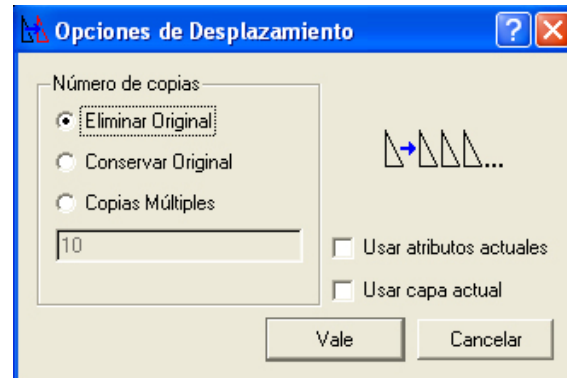 Opciones de Desplazamiento
Número de copias
Eliminar Original
Conservar Original
Copias Múltiples
10
...
Usar atributos actuales
Usar capa actual
Vale
Cancelar